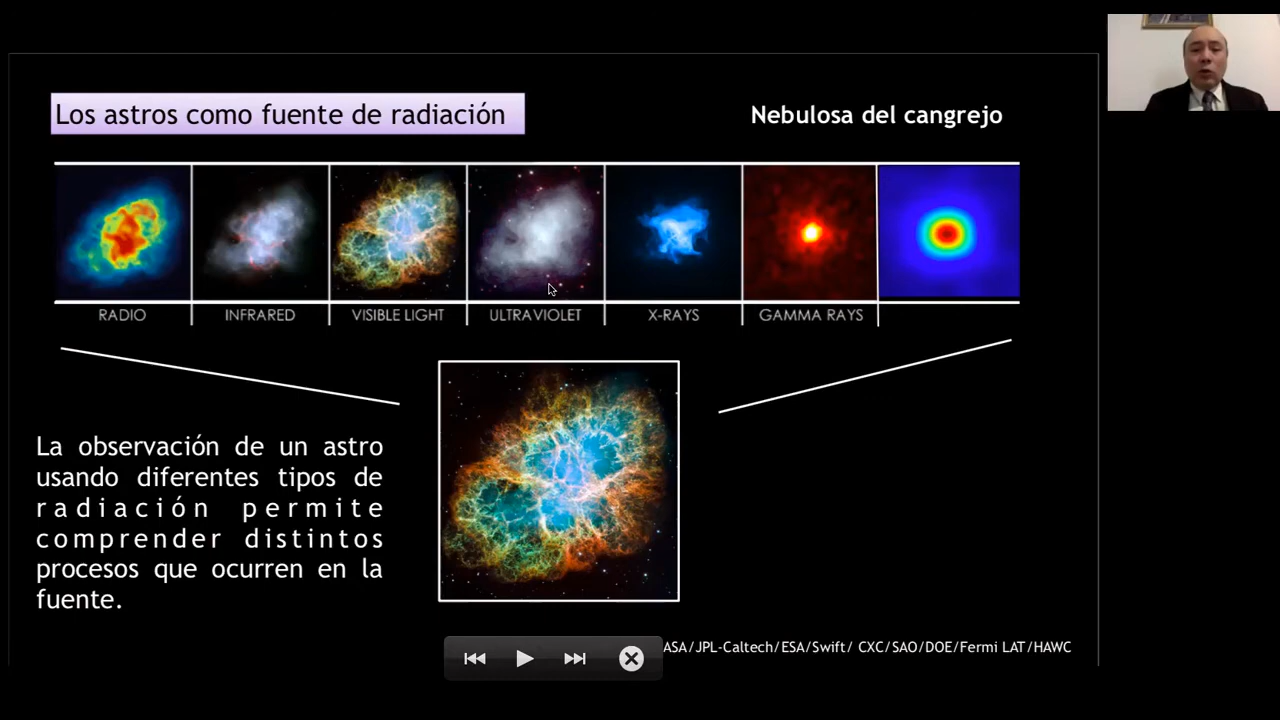 Los astros como fuente de radiación
Nebulosa del cangrejo
RADIO
INFRARED
VISIBLE LIGHT
ULTRAVIOLET
X-RAYS
GAMMA RAYS
La observación de un astro
usando diferentes tipos de
radiación permite
comprender distintos
procesos que ocurren en la
fuente.
ASA/JPL-Caltech/ESA/Swift/ CXC/SAO/DOE/Fermi LAT/HAWC